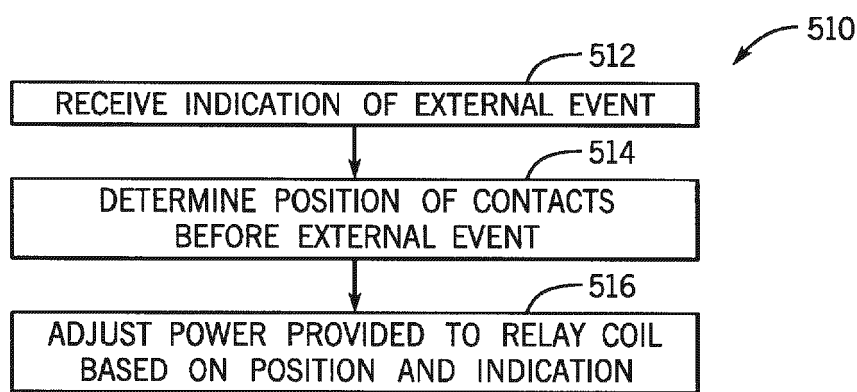 510
512
RECEIVE INDICATION OF EXTERNAL EVENT
514
DETERMINE POSITION OF CONTACTS
BEFORE EXTERNAL EVENT
516
ADJUST POWER PROVIDED TO RELAY COIL
BASED ON POSITION AND INDICATION